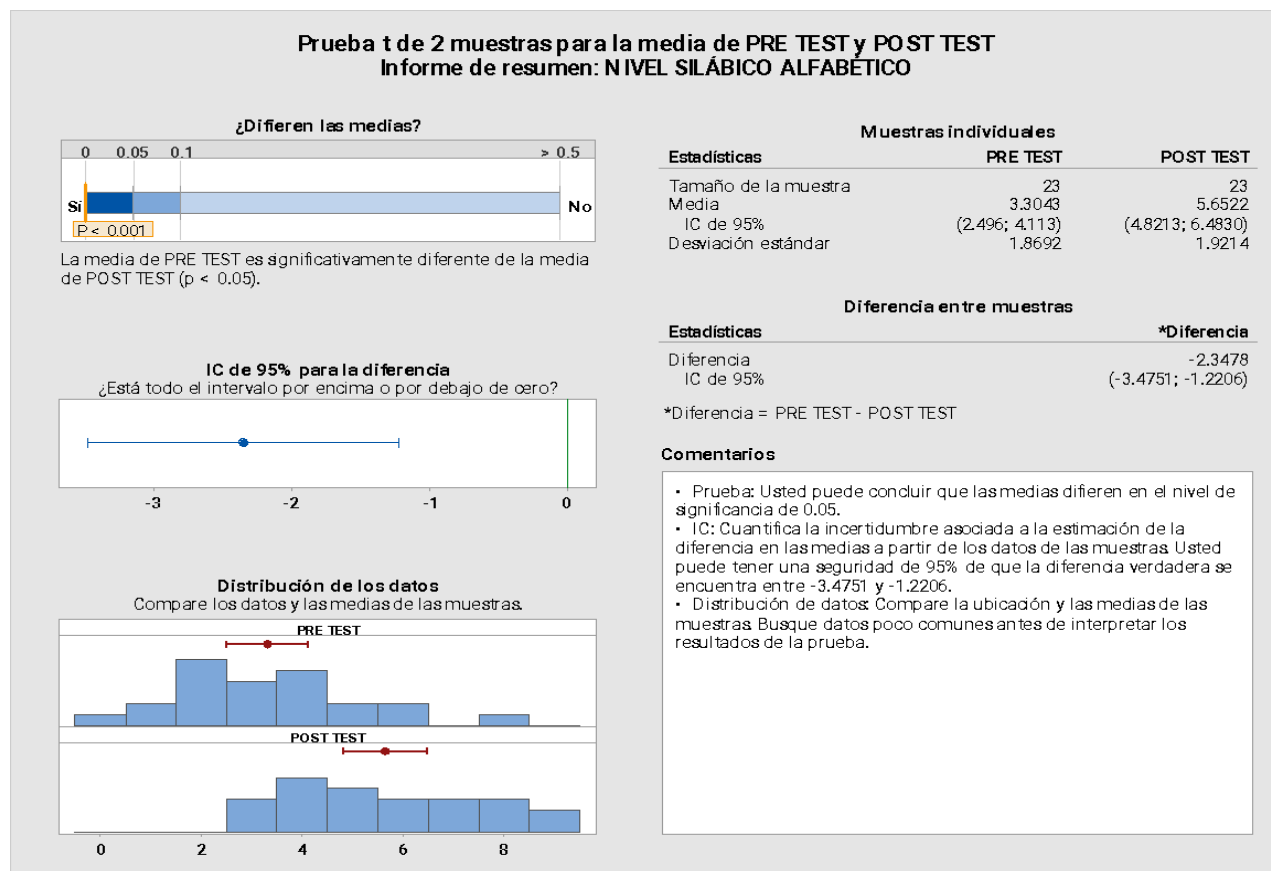 Prueba t de 2 muestras para la media de PRE TEST y POST TEST
Informe de resumen: NIVEL SILÁBICO ALFABÉTICO
¿Difieren las medias?
0 0.05 0.1 > 0.5
Sí No
P < 0.001
La media de PRE TEST es significativamente diferente de la media
de POST TEST (p < 0.05).
IC de 95% para la diferencia
¿Está todo el intervalo por encima o por debajo de cero?
-3 -2 -1 0
Distribución de los datos
Compare los datos y las medias de las muestras.
PRE TEST
POST TEST
0 2 4 6 8
Muestras individuales
Estadísticas PRE TEST POST TEST
Tamaño de la muestra 23 23
Media 3.3043 5.6522
IC de 95% (2.496; 4.113) (4.8213; 6.4830)
Desviación estándar 1.8692 1.9214
Diferencia entre muestras
Estadísticas *Diferencia
Diferencia -2.3478
IC de 95% (-3.4751; -1.2206)
*Diferencia = PRE TEST - POST TEST
Comentarios
• Prueba: Usted puede concluir que las medias difieren en el nivel de
significancia de 0.05.
• IC: Cuantifica la incertidumbre asociada a la estimación de la
diferencia en las medias a partir de los datos de las muestras. Usted
puede tener una seguridad de 95% de que la diferencia verdadera se
encuentra entre -3.4751 y -1.2206.
• Distribución de datos: Compare la ubicación y las medias de las
muestras. Busque datos poco comunes antes de interpretar los
resultados de la prueba.